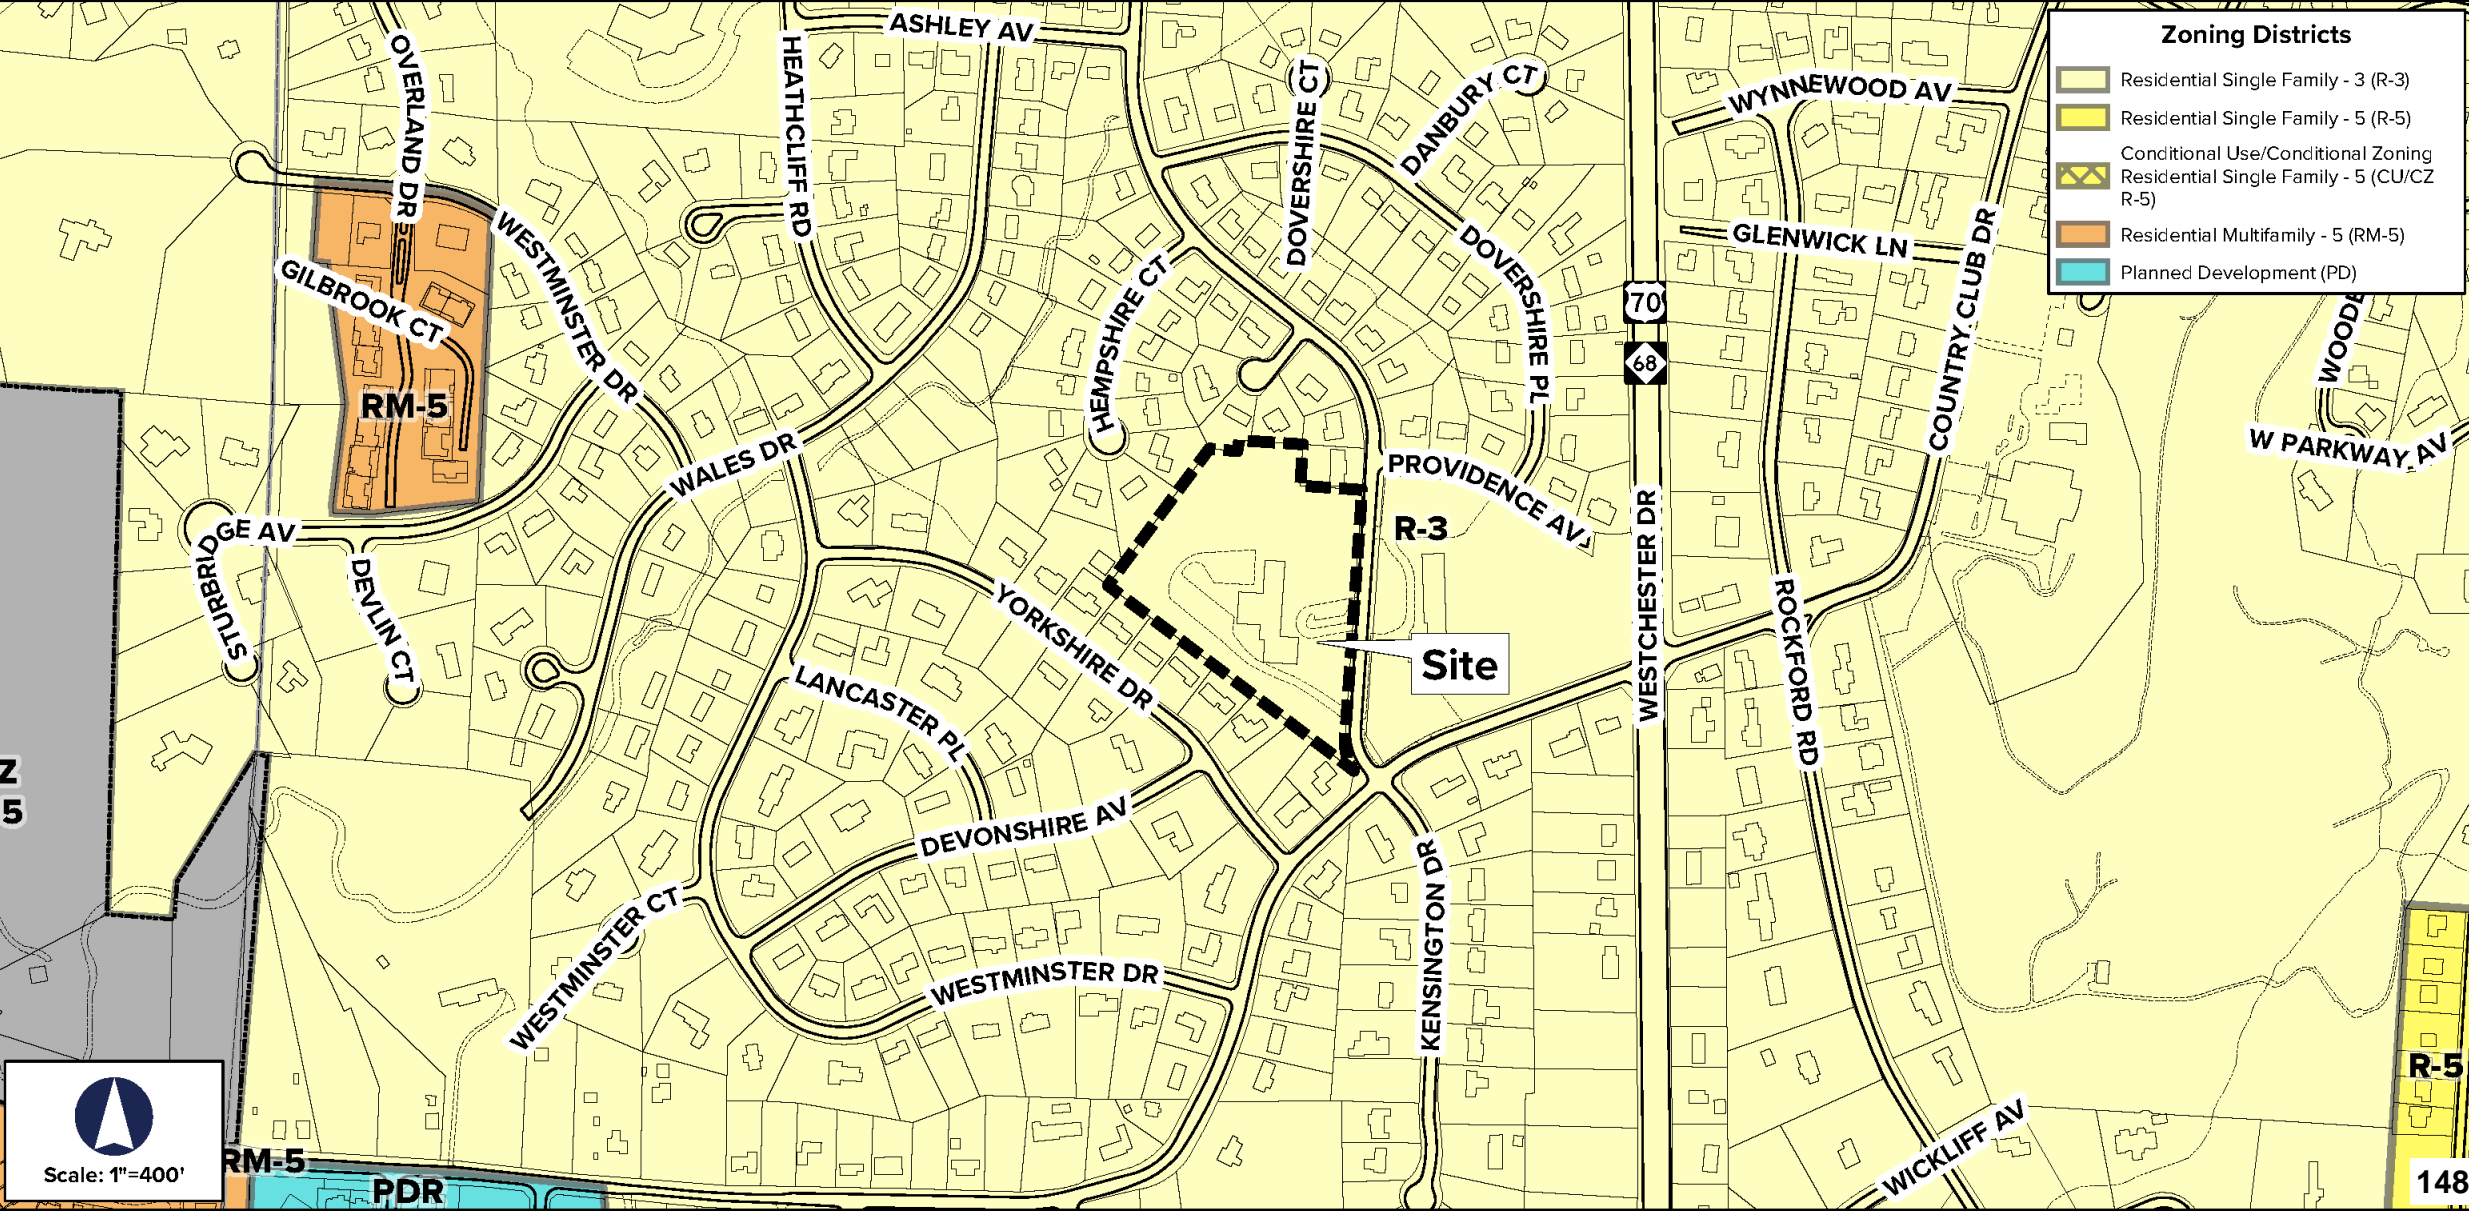 ASHLEY AV
OVERLAND DR
HEATHCLIFF RD
DOVERSHIRE CT
DANBURY CT
WYNNEWOOD AV
Zoning Districts
Residential Single Family - 3 (R-3)
Residential Single Family - 5 (R-5)
Conditional Use/Conditional Zoning
Residential Single Family - 5 (CU/CZ
R-5)
Residential Multifamily - 5 (RM-5)
Planned Development (PD)
WESTMINSTER DR
GILBROOK CT
HEMPSHIRE CT
DOVERSHIRE PL
GLENWICK LN
COUNTRY CLUB DR
70
68
RM-5
WALES DR
PROVIDENCE AV
W PARKWAY AV
R-3
STURBRIDGE AV
DEVLIN CT
YORKSHIRE DR
WESTCHESTER DR
ROCKFORD RD
Site
LANCASTER PL
Z
5
DEVONSHIRE AV
KENSINGTON DR
WESTMINSTER CT
WESTMINSTER DR
R-5
WICKLIFF AV
Scale: 1"=400'
RM-5
PDR
148